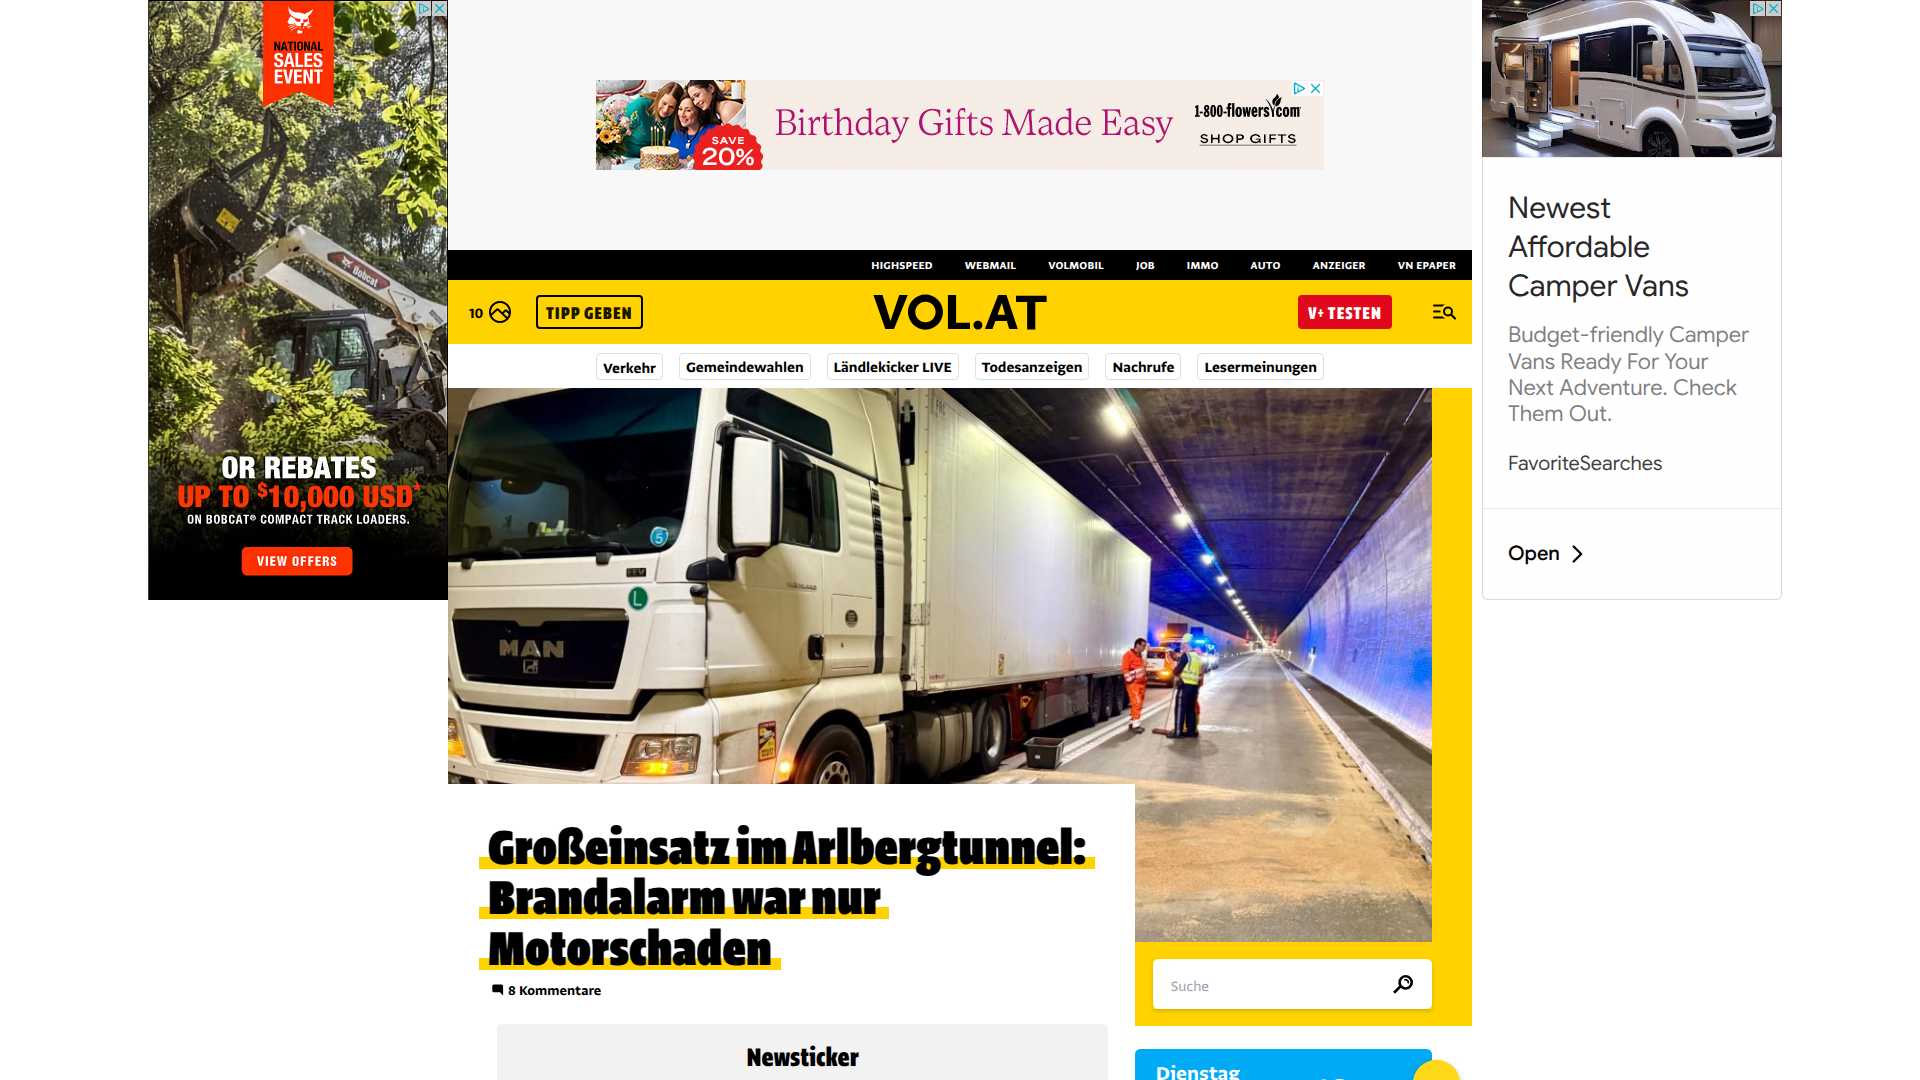 NATIONAL
SALES
EVENT
Bobcat
OR REBATES
UP TO $10,000 USD*
ON BOBCAT® COMPACT TRACK LOADERS.
VIEW OFFERS
SAVE
20%
Birthday Gifts Made Easy
1-800-flowers.com
SHOP GIFTS
Newest
Affordable
Camper Vans
Budget-friendly Camper
Vans Ready For Your
Next Adventure. Check
Them Out.
FavoriteSearches
Open
HIGHSPEED WEBMAIL VOLMOBIL JOB IMMO AUTO ANZEIGER VN EPAPER
10 TIPP GEBEN VOL.AT V+ TESTEN
Verkehr Gemeindewahlen Ländlekicker LIVE Todesanzeigen Nachrufe Lesermeinungen
5
L
MAN
Großeinsatz im Arlbergtunnel:
Brandalarm war nur
Motorschaden
8 Kommentare
Suche
Newsticker
Dienstag